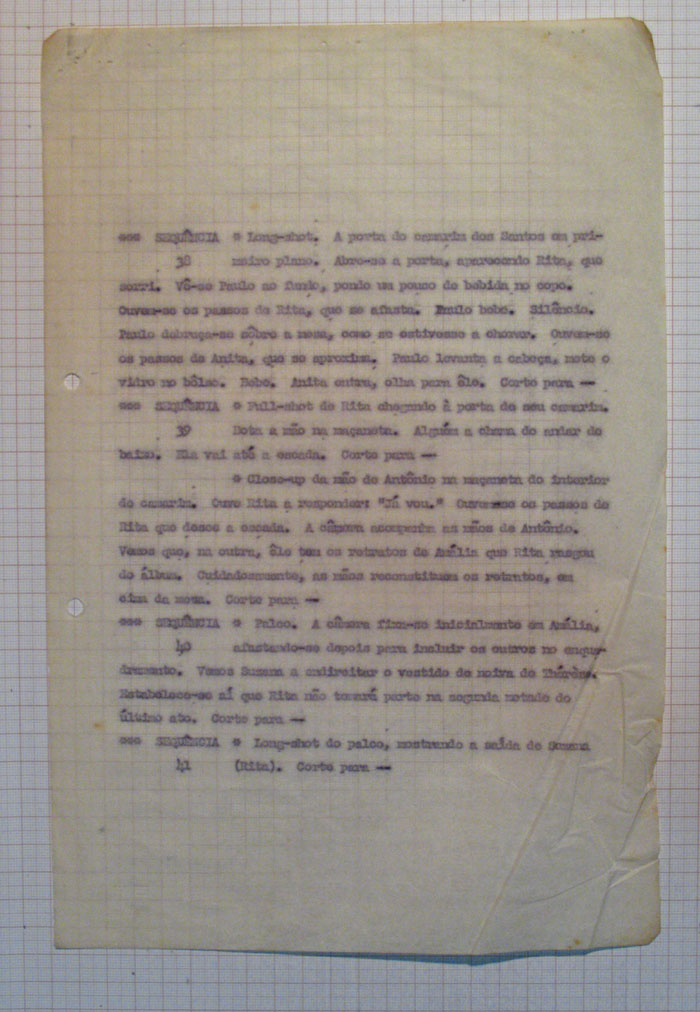 *** SEQUÊNCIA * Long-shot. A porta do camarim dos Santos em pri-
38 meiro plano. Abre-se a porta, aparecendo Rita, que
sorri. Vê-se Paulo ao fundo, pondo um pouco de bebida no copo.
Ouvem-se os passos de Rita, que se afasta. Paulo bebe. Silêncio.
Paulo debruça-se sôbre a mesa, como se estivesse a chorar. Ouvem-se
os passos de Anita, que se aproxima. Paulo levanta a cabeça, mete o
vidro no bôlso. Bebe. Anita entra, olha para êle. Corte para --
*** SEQUÊNCIA * Full-shot de Rita chegando à porta de seu camarim.
39 Bota a mão na maçaneta. Alguém a chama do andar de
baixo. Ela vai até a escada. Corte para --
* Close-up da mão de Antônio na maçaneta do interior
do camarim. Ouve Rita a responder: "Já vou." Ouvem-se os passos de
Rita que desce a escada. A câmera acompanha as mãos de Antônio.
Vemos que, na outra, êle tem os retratos de Amália que Rita rasgou
do álbum. Cuidadosamente, as mãos reconstituem os retratos, em
cima da mesa. Corte para --
*** SEQUÊNCIA * Palco. A câmera fixa-se inicialmente em Amália,
40 afastando-se depois para incluir os outros no enqua-
dramento. Vemos Suzana a endireitar o vestido de noiva de Thérèse.
Estabelece-se aí que Rita não tomará parte na segunda metade do
último ato. Corte para --
*** SEQUÊNCIA * Long-shot do palco, mostrando a saída de Suzana
41 (Rita). Corte para --